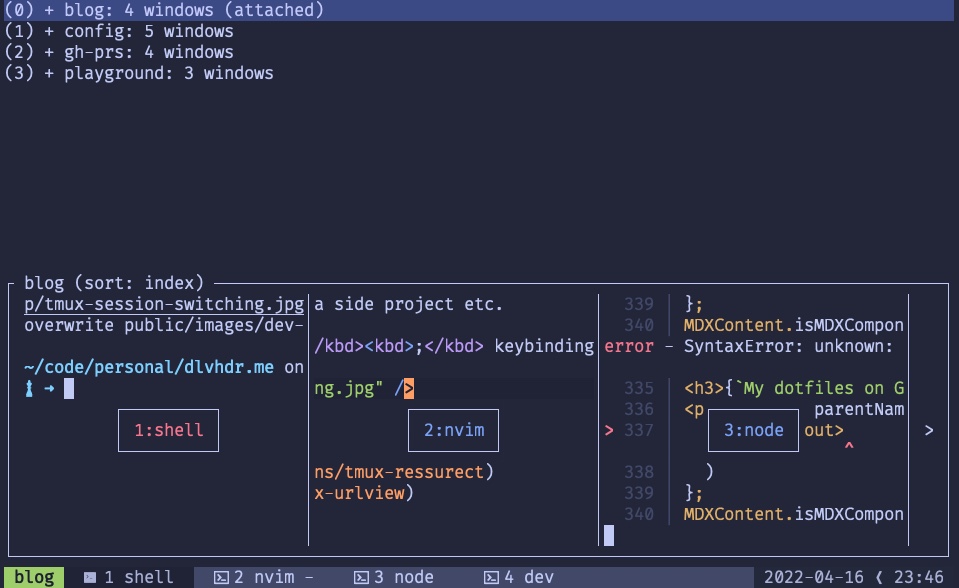 (0) + blog: 4 windows (attached)
(1) + config: 5 windows
(2) + gh-prs: 4 windows
(3) + playground: 3 windows
blog (sort: index)
p/tmux-session-switching.jpg
overwrite public/images/dev-
~/code/personal/dlvhdr.me on
➜
1:shell
a side project etc.
/kbd><kbd>;</kbd> keybinding
ng.jpg" />
2:nvim
ns/tmux-ressurect)
x-urlview)
339 │ };
340 │ MDXContent.isMDXCompon
error - SyntaxError: unknown:
335 │ <h3>{`My dotfiles on G
336 │ <p parentNam
> 337 │ out>
│ ^
3:node
338 │ )
339 │ };
340 │ MDXContent.isMDXCompon
>
blog 1 shell 2 nvim - 3 node 4 dev 2022-04-16 ❮ 23:46